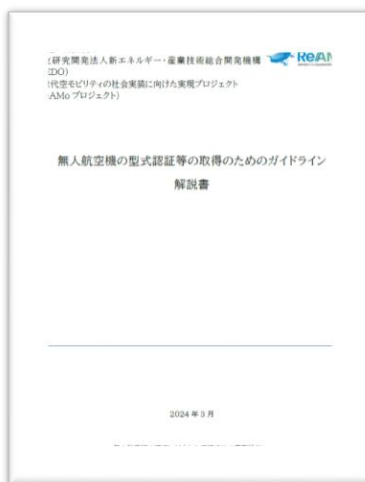 研究開発法人新エネルギー・産業技術総合開発機構
EDO)
代空モビリティの社会実装に向けた実現プロジェクト
AMo プロジェクト)
ReAM
無人航空機の型式認証等の取得のためのガイドライン
解説書
2024 年 3 月